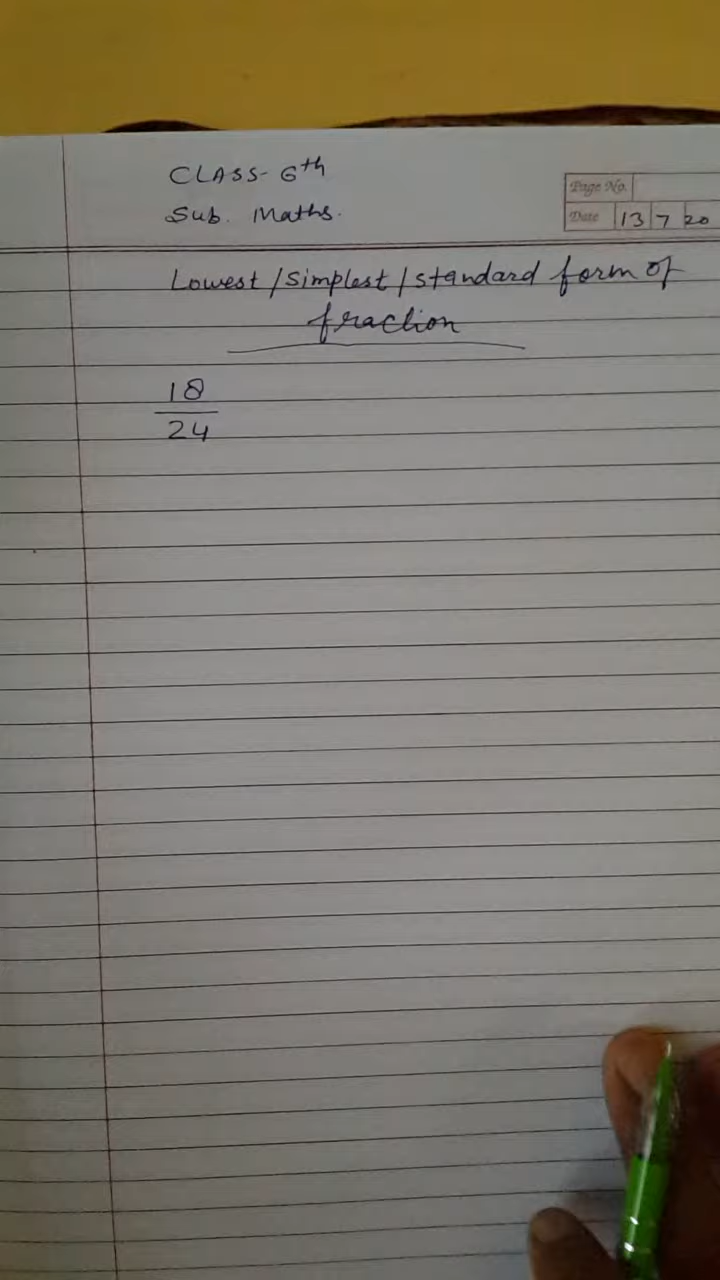 CLASS- 6th
Sub. Maths.
Page No.
Date 13 7 20
Lowest/Simplest/standard form of
fraction
18
24